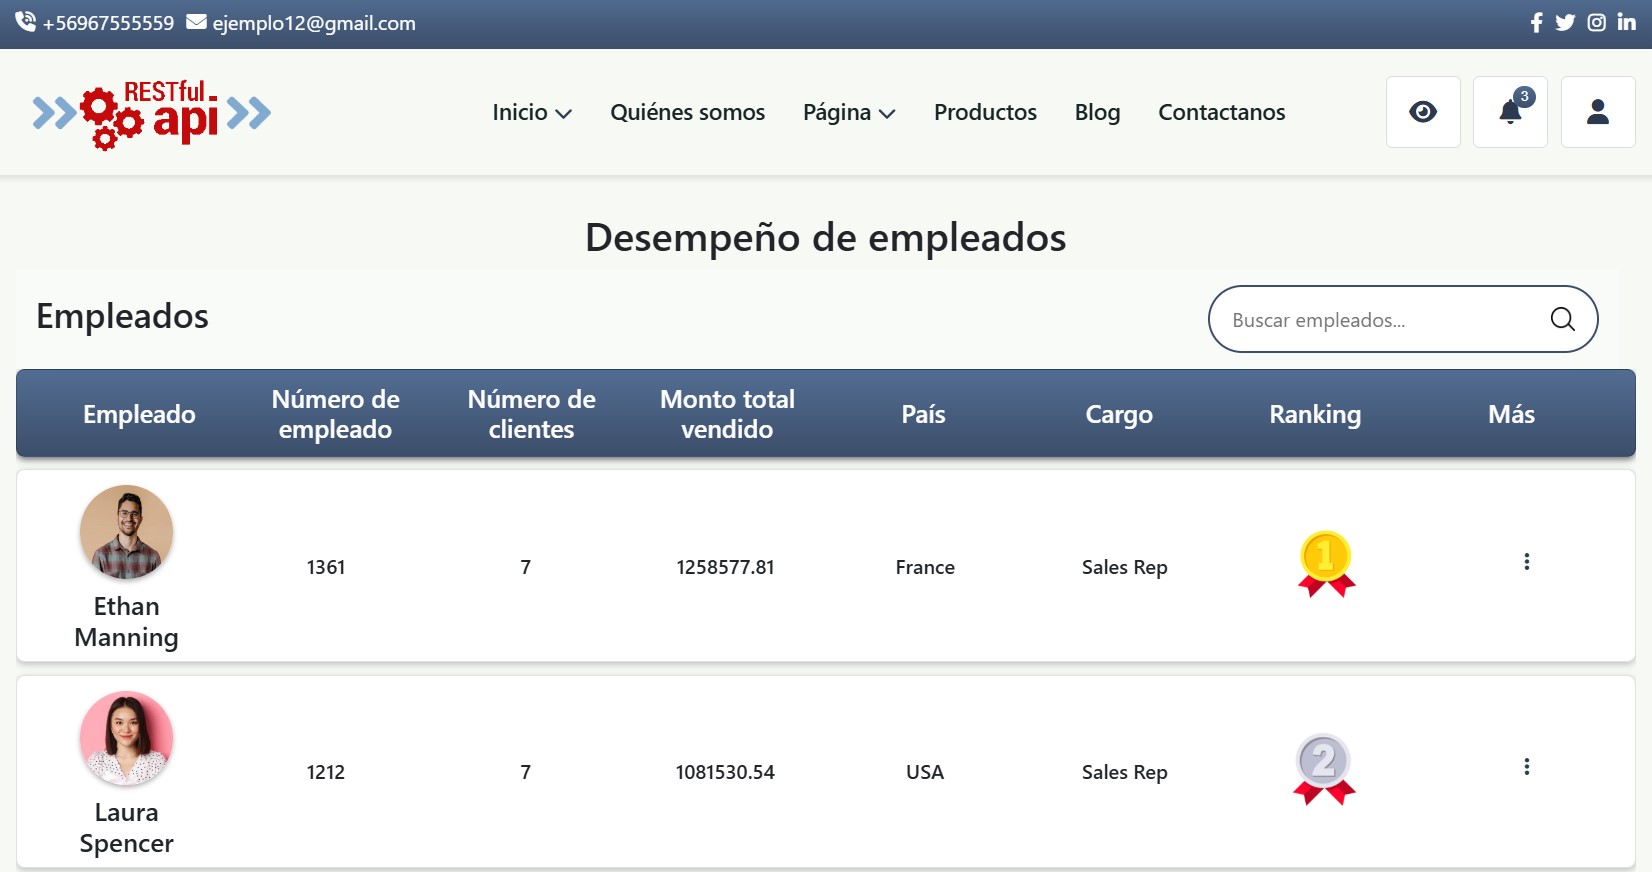 +56967555559 ejemplo12@gmail.com
RESTful
api
Inicio Quiénes somos Página Productos Blog Contactanos
3
Desempeño de empleados
Empleados
Buscar empleados...
Empleado Número de empleado Número de clientes Monto total vendido País Cargo Ranking Más
1361 7 1258577.81 France Sales Rep 1
Ethan
Manning
1212 7 1081530.54 USA Sales Rep 2
Laura
Spencer